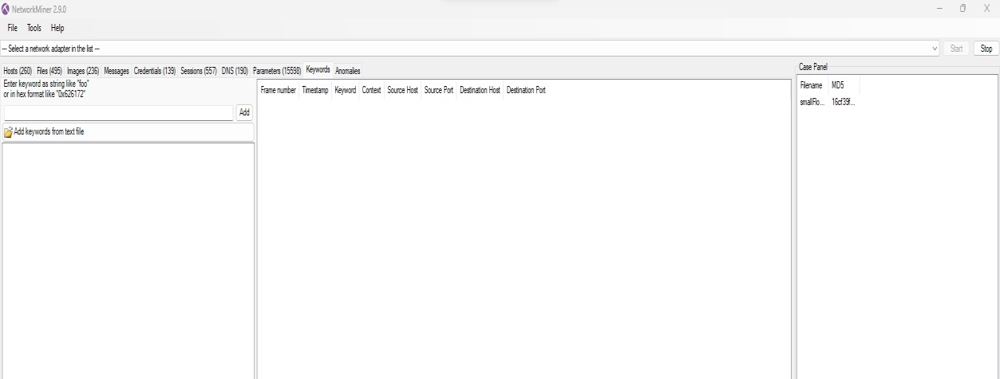 NetworkMiner 2.9.0
File Tools Help
--- Select a network adapter in the list ---
Start Stop
Hosts (260) Files (495) Images (236) Messages Credentials (139) Sessions (557) DNS (190) Parameters (15598) Keywords Anomalies
Case Panel
Enter keyword as string like "foo"
or in hex format like "0x626172"
Add
Add keywords from text file
Frame number Timestamp Keyword Context Source Host Source Port Destination Host Destination Port
Filename MD5
smallFlo... 16cf39f...